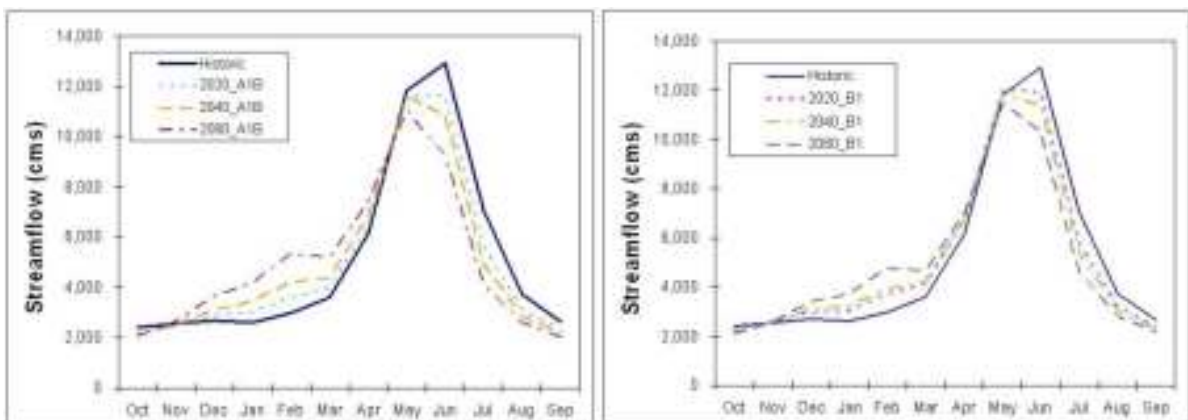 Streamflow (cms)
14,000
12,000
10,000
8,000
6,000
4,000
2,000
0
Historic
2020_A1B
2040_A1B
2080_A1B
Oct Nov Dec Jan Feb Mar Apr May Jun Jul Aug Sep
Streamflow (cms)
14,000
12,000
10,000
8,000
6,000
4,000
2,000
0
Historic
2020_B1
2040_B1
2080_B1
Oct Nov Dec Jan Feb Mar Apr May Jun Jul Aug Sep